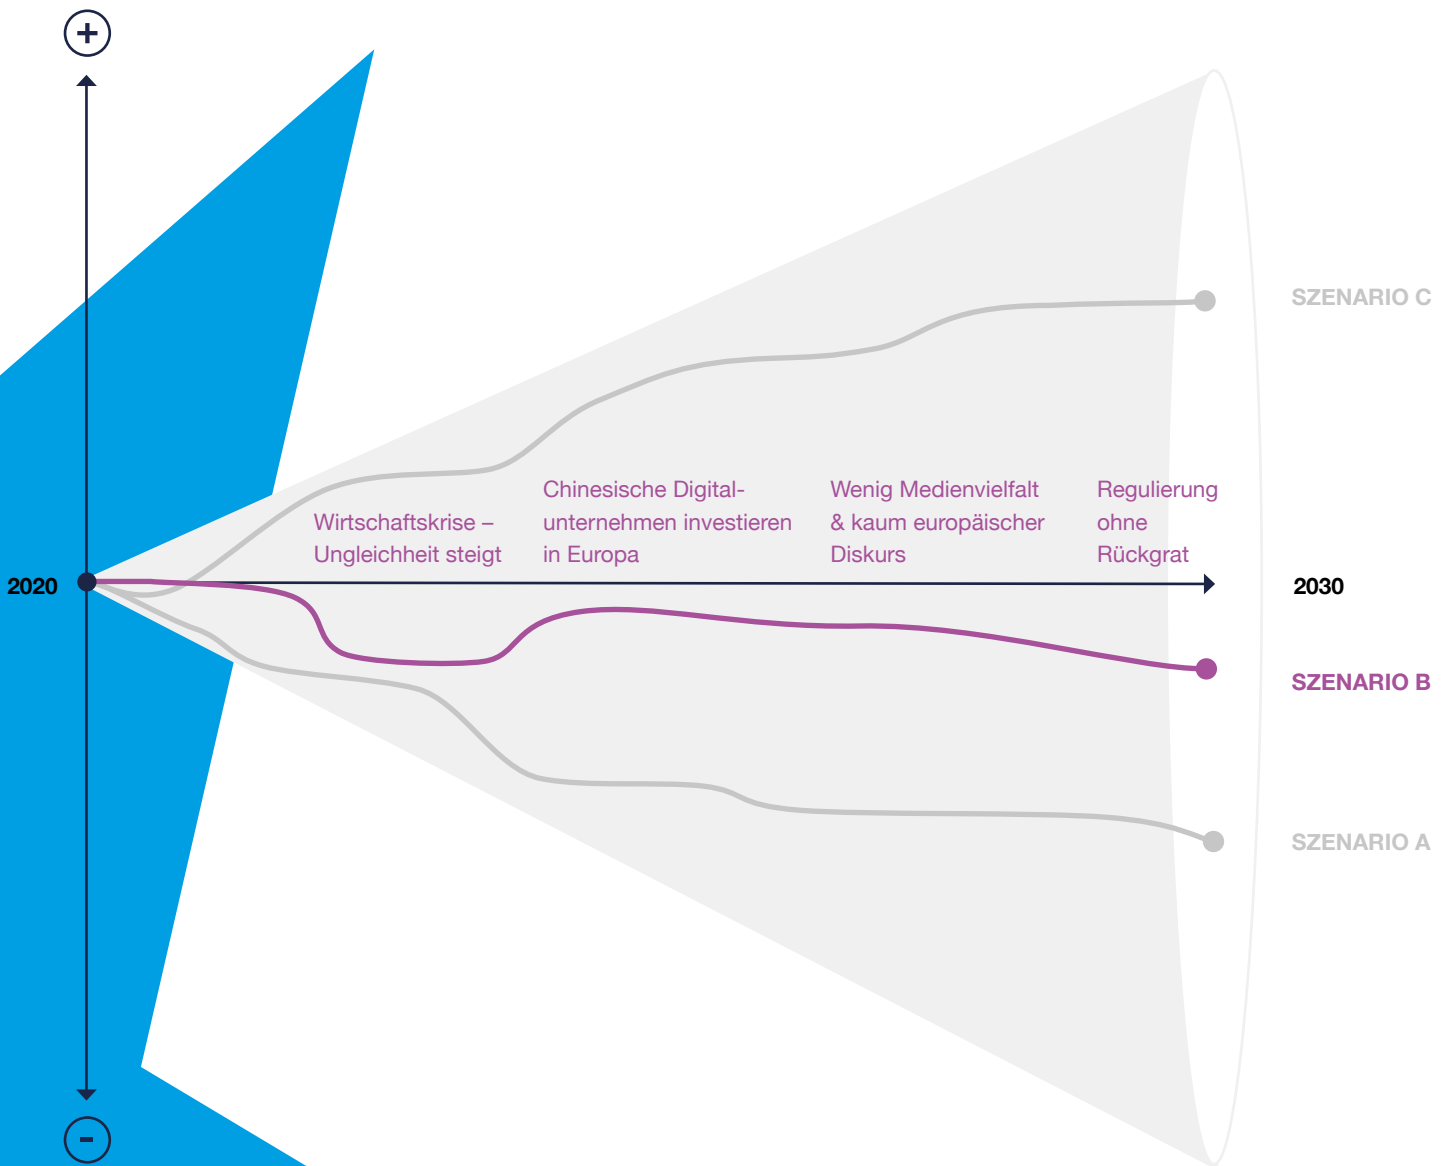 +
SZENARIO C
Wirtschaftskrise –
Ungleichheit steigt
Chinesische Digital-
unternehmen investieren
in Europa
Wenig Medienvielfalt
& kaum europäischer
Diskurs
Regulierung
ohne
Rückgrat
2020
2030
SZENARIO B
SZENARIO A
-